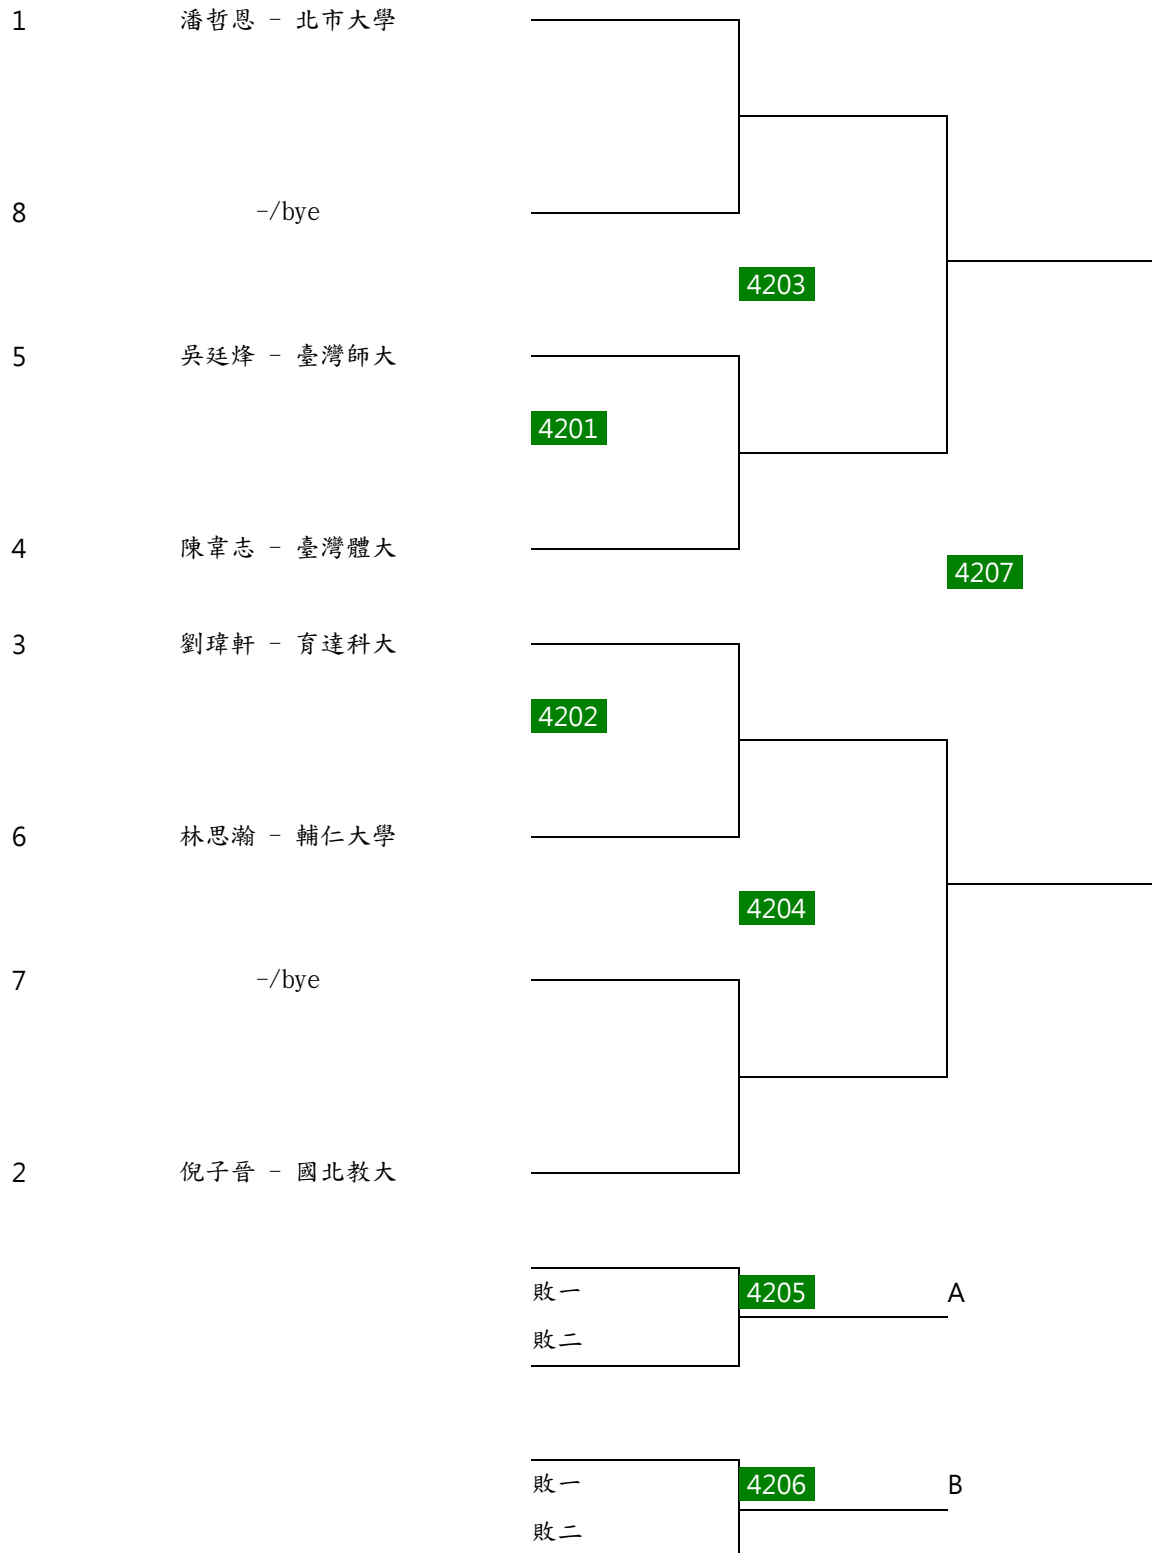 1 潘哲恩 - 北市大學
8 -/bye
4203
5 吳廷烽 - 臺灣師大
4201
4 陳韋志 - 臺灣體大
4207
3 劉瑋軒 - 育達科大
4202
6 林思瀚 - 輔仁大學
4204
7 -/bye
2 倪子晉 - 國北教大
敗一 4205 A
敗二
敗一 4206 B
敗二